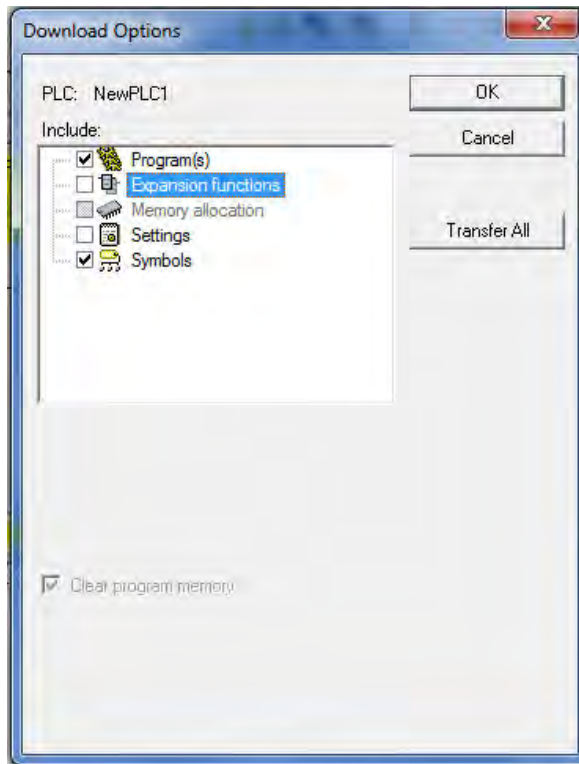 Download Options
PLC: NewPLC1
OK
Include:
Cancel
Program(s)
Expansion functions
Memory allocation
Settings
Symbols
Transfer All
Clear program memory